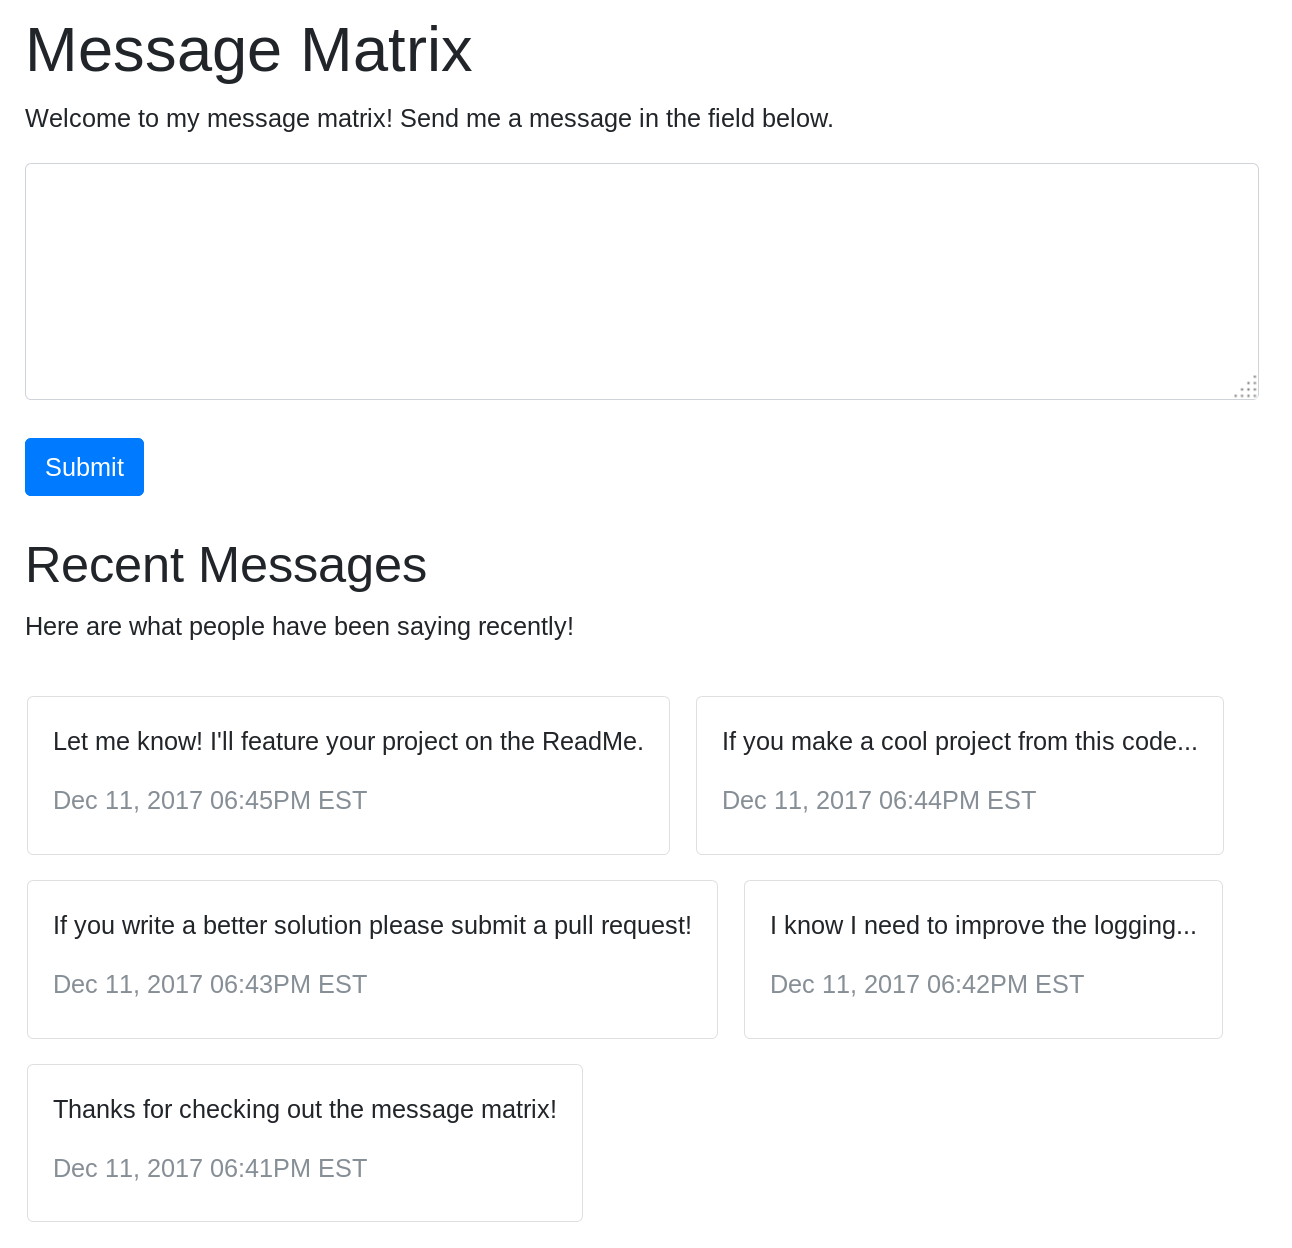 Message Matrix
Welcome to my message matrix! Send me a message in the field below.
Submit
Recent Messages
Here are what people have been saying recently!
Let me know! I'll feature your project on the ReadMe.
Dec 11, 2017 06:45PM EST
If you make a cool project from this code...
Dec 11, 2017 06:44PM EST
If you write a better solution please submit a pull request!
Dec 11, 2017 06:43PM EST
I know I need to improve the logging...
Dec 11, 2017 06:42PM EST
Thanks for checking out the message matrix!
Dec 11, 2017 06:41PM EST